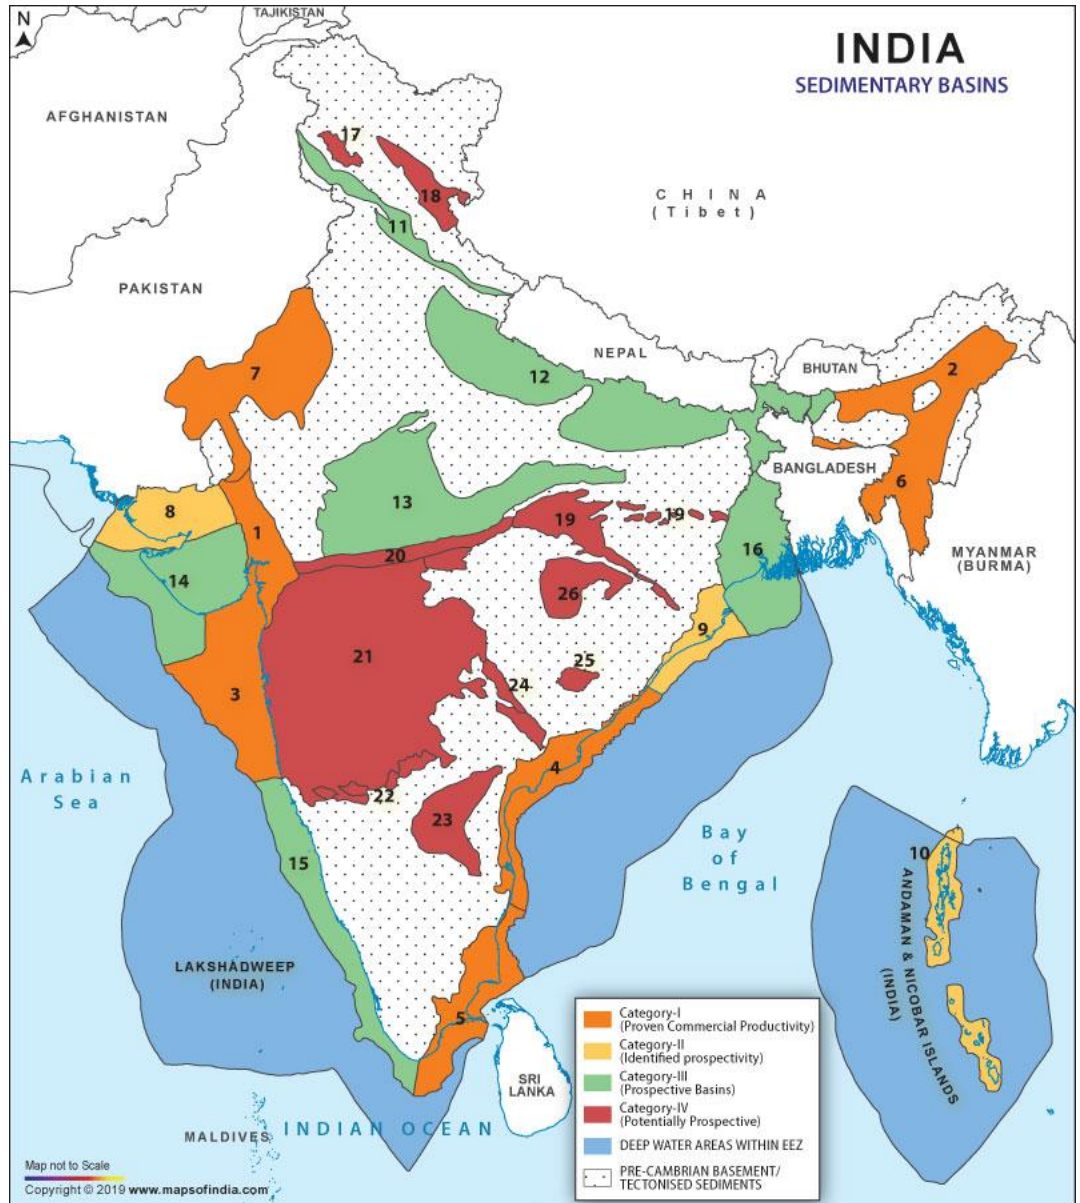 N
TAJIKISTAN
INDIA
SEDIMENTARY BASINS
AFGHANISTAN
17
C H I N A
(Tibet)
18
11
PAKISTAN
NEPAL
7
12
BHUTAN
2
BANGLADESH
6
8
13
1
19
19
20
16
MYANMAR
(BURMA)
14
26
9
21
25
24
3
4
Arabian
Sea
22
23
Bay
of
Bengal
15
10
ANDAMAN & NICOBAR ISLANDS
(INDIA)
LAKSHADWEEP
(INDIA)
5
SRI
LANKA
MALDIVES
INDIAN OCEAN
Category-I
(Proven Commercial Productivity)
Category-II
(Identified prospectivity)
Category-III
(Prospective Basins)
Category-IV
(Potentially Prospective)
DEEP WATER AREAS WITHIN EEZ
PRE-CAMBRIAN BASEMENT/
TECTONISED SEDIMENTS
Map not to Scale
Copyright © 2019 www.mapsofindia.com